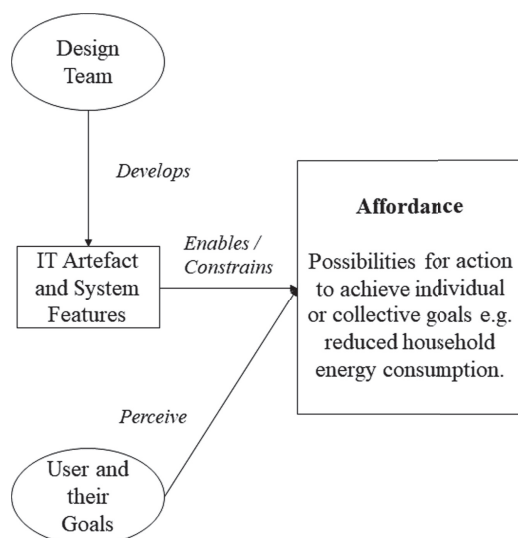 Design
Team
Develops
IT Artefact
and System
Features
Enables /
Constrains
Affordance
Possibilities for action
to achieve individual
or collective goals e.g.
reduced household
energy consumption.
Perceive
User and
their
Goals